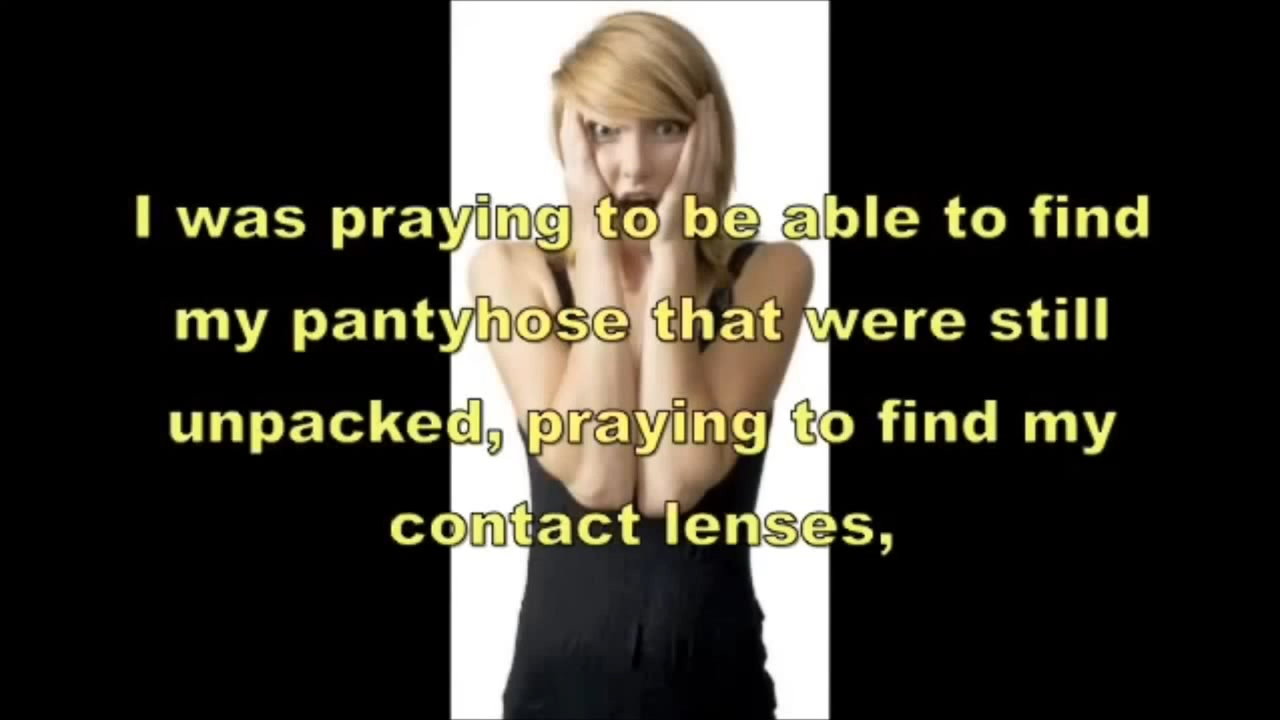 I was praying to be able to find
my pantyhose that were still
unpacked, praying to find my
contact lenses,